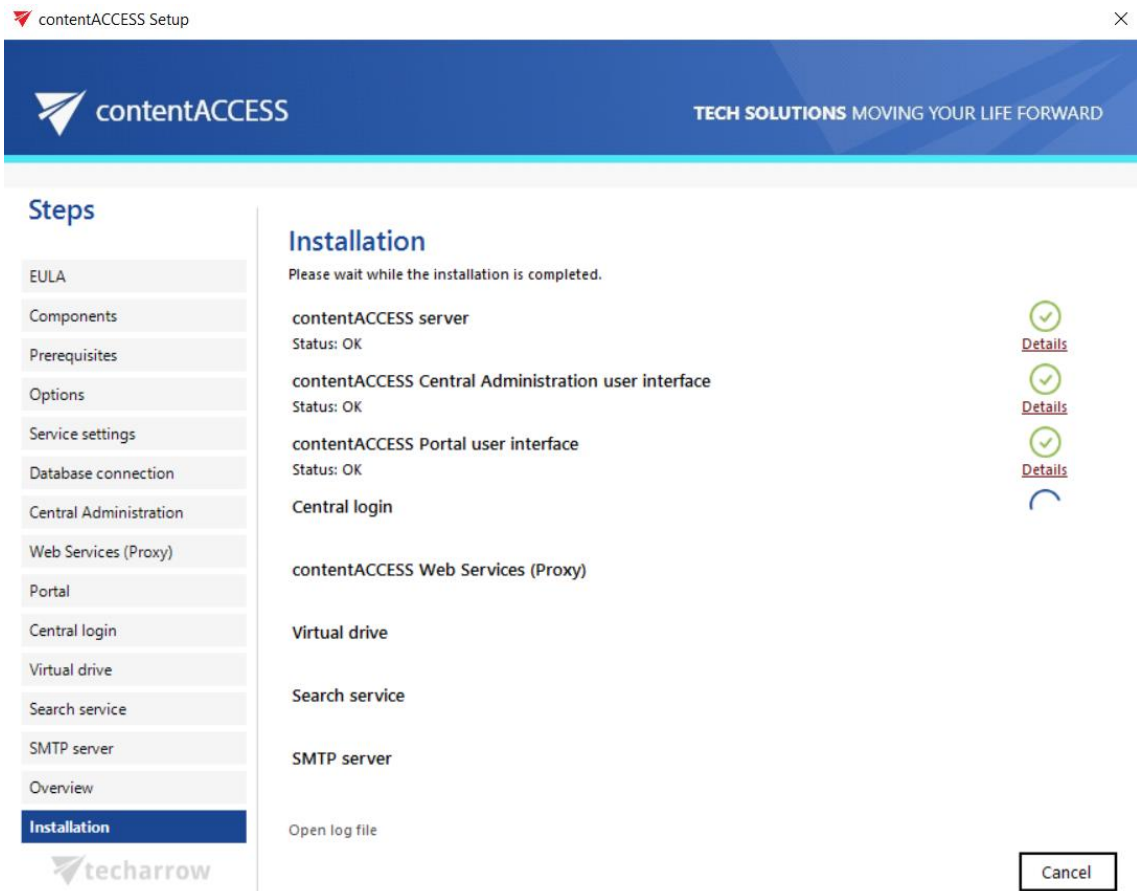 contentACCESS Setup
contentACCESS
TECH SOLUTIONS MOVING YOUR LIFE FORWARD
Steps
EULA
Components
Prerequisites
Options
Service settings
Database connection
Central Administration
Web Services (Proxy)
Portal
Central login
Virtual drive
Search service
SMTP server
Overview
Installation
techarrow
Installation
Please wait while the installation is completed.
contentACCESS server
Status: OK
Details
contentACCESS Central Administration user interface
Status: OK
Details
contentACCESS Portal user interface
Status: OK
Details
Central login
contentACCESS Web Services (Proxy)
Virtual drive
Search service
SMTP server
Open log file
Cancel